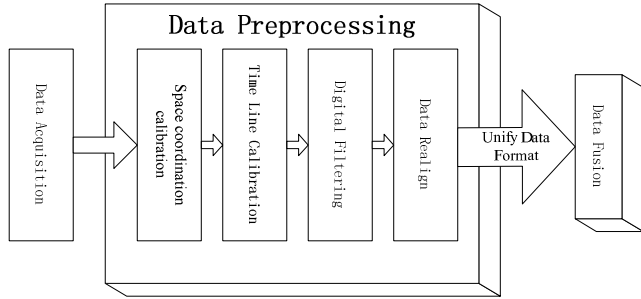 Data Preprocessing
Data Acquisition
Space coordination
calibration
Time Line Calibration
Digital Filtering
Data Realign
Unify Data
Format
Data Fusion